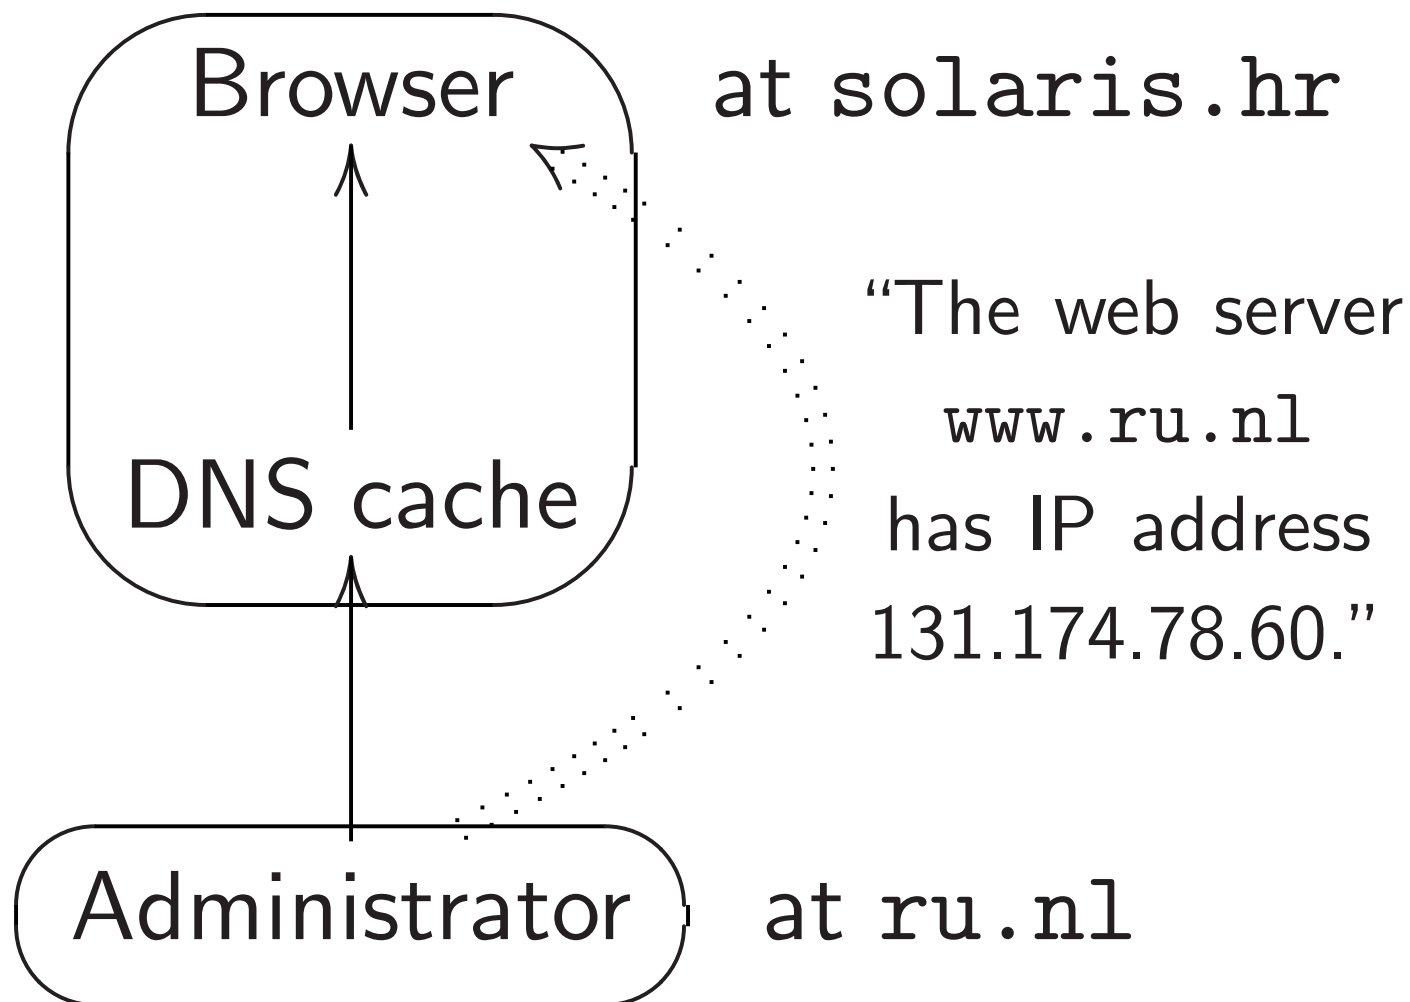 Browser at solaris.hr
“The web server
www.ru.nl
DNS cache
has IP address
131.174.78.60.”
Administrator at ru.nl